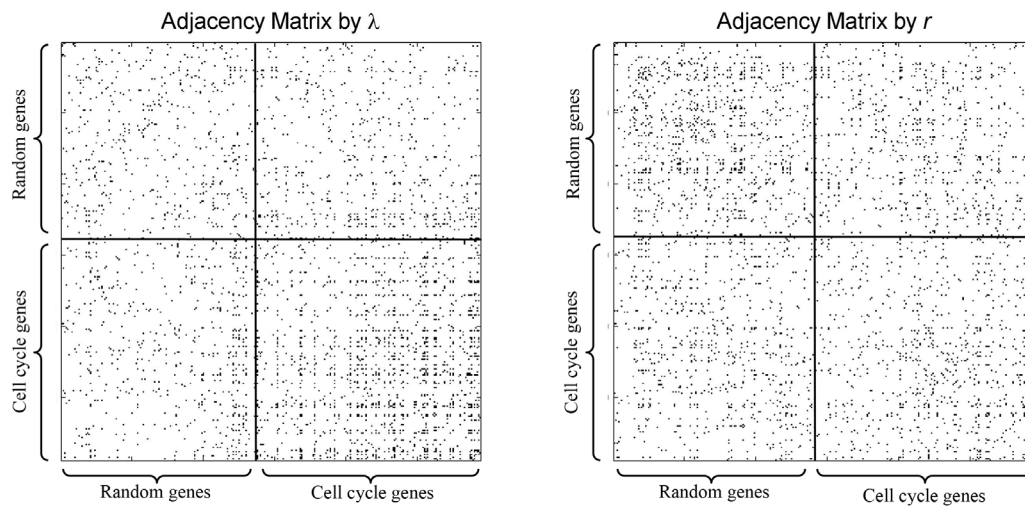 Adjacency Matrix by λ
Adjacency Matrix by r
Random genes
Cell cycle genes
Random genes
Cell cycle genes
Random genes
Cell cycle genes
Random genes
Cell cycle genes